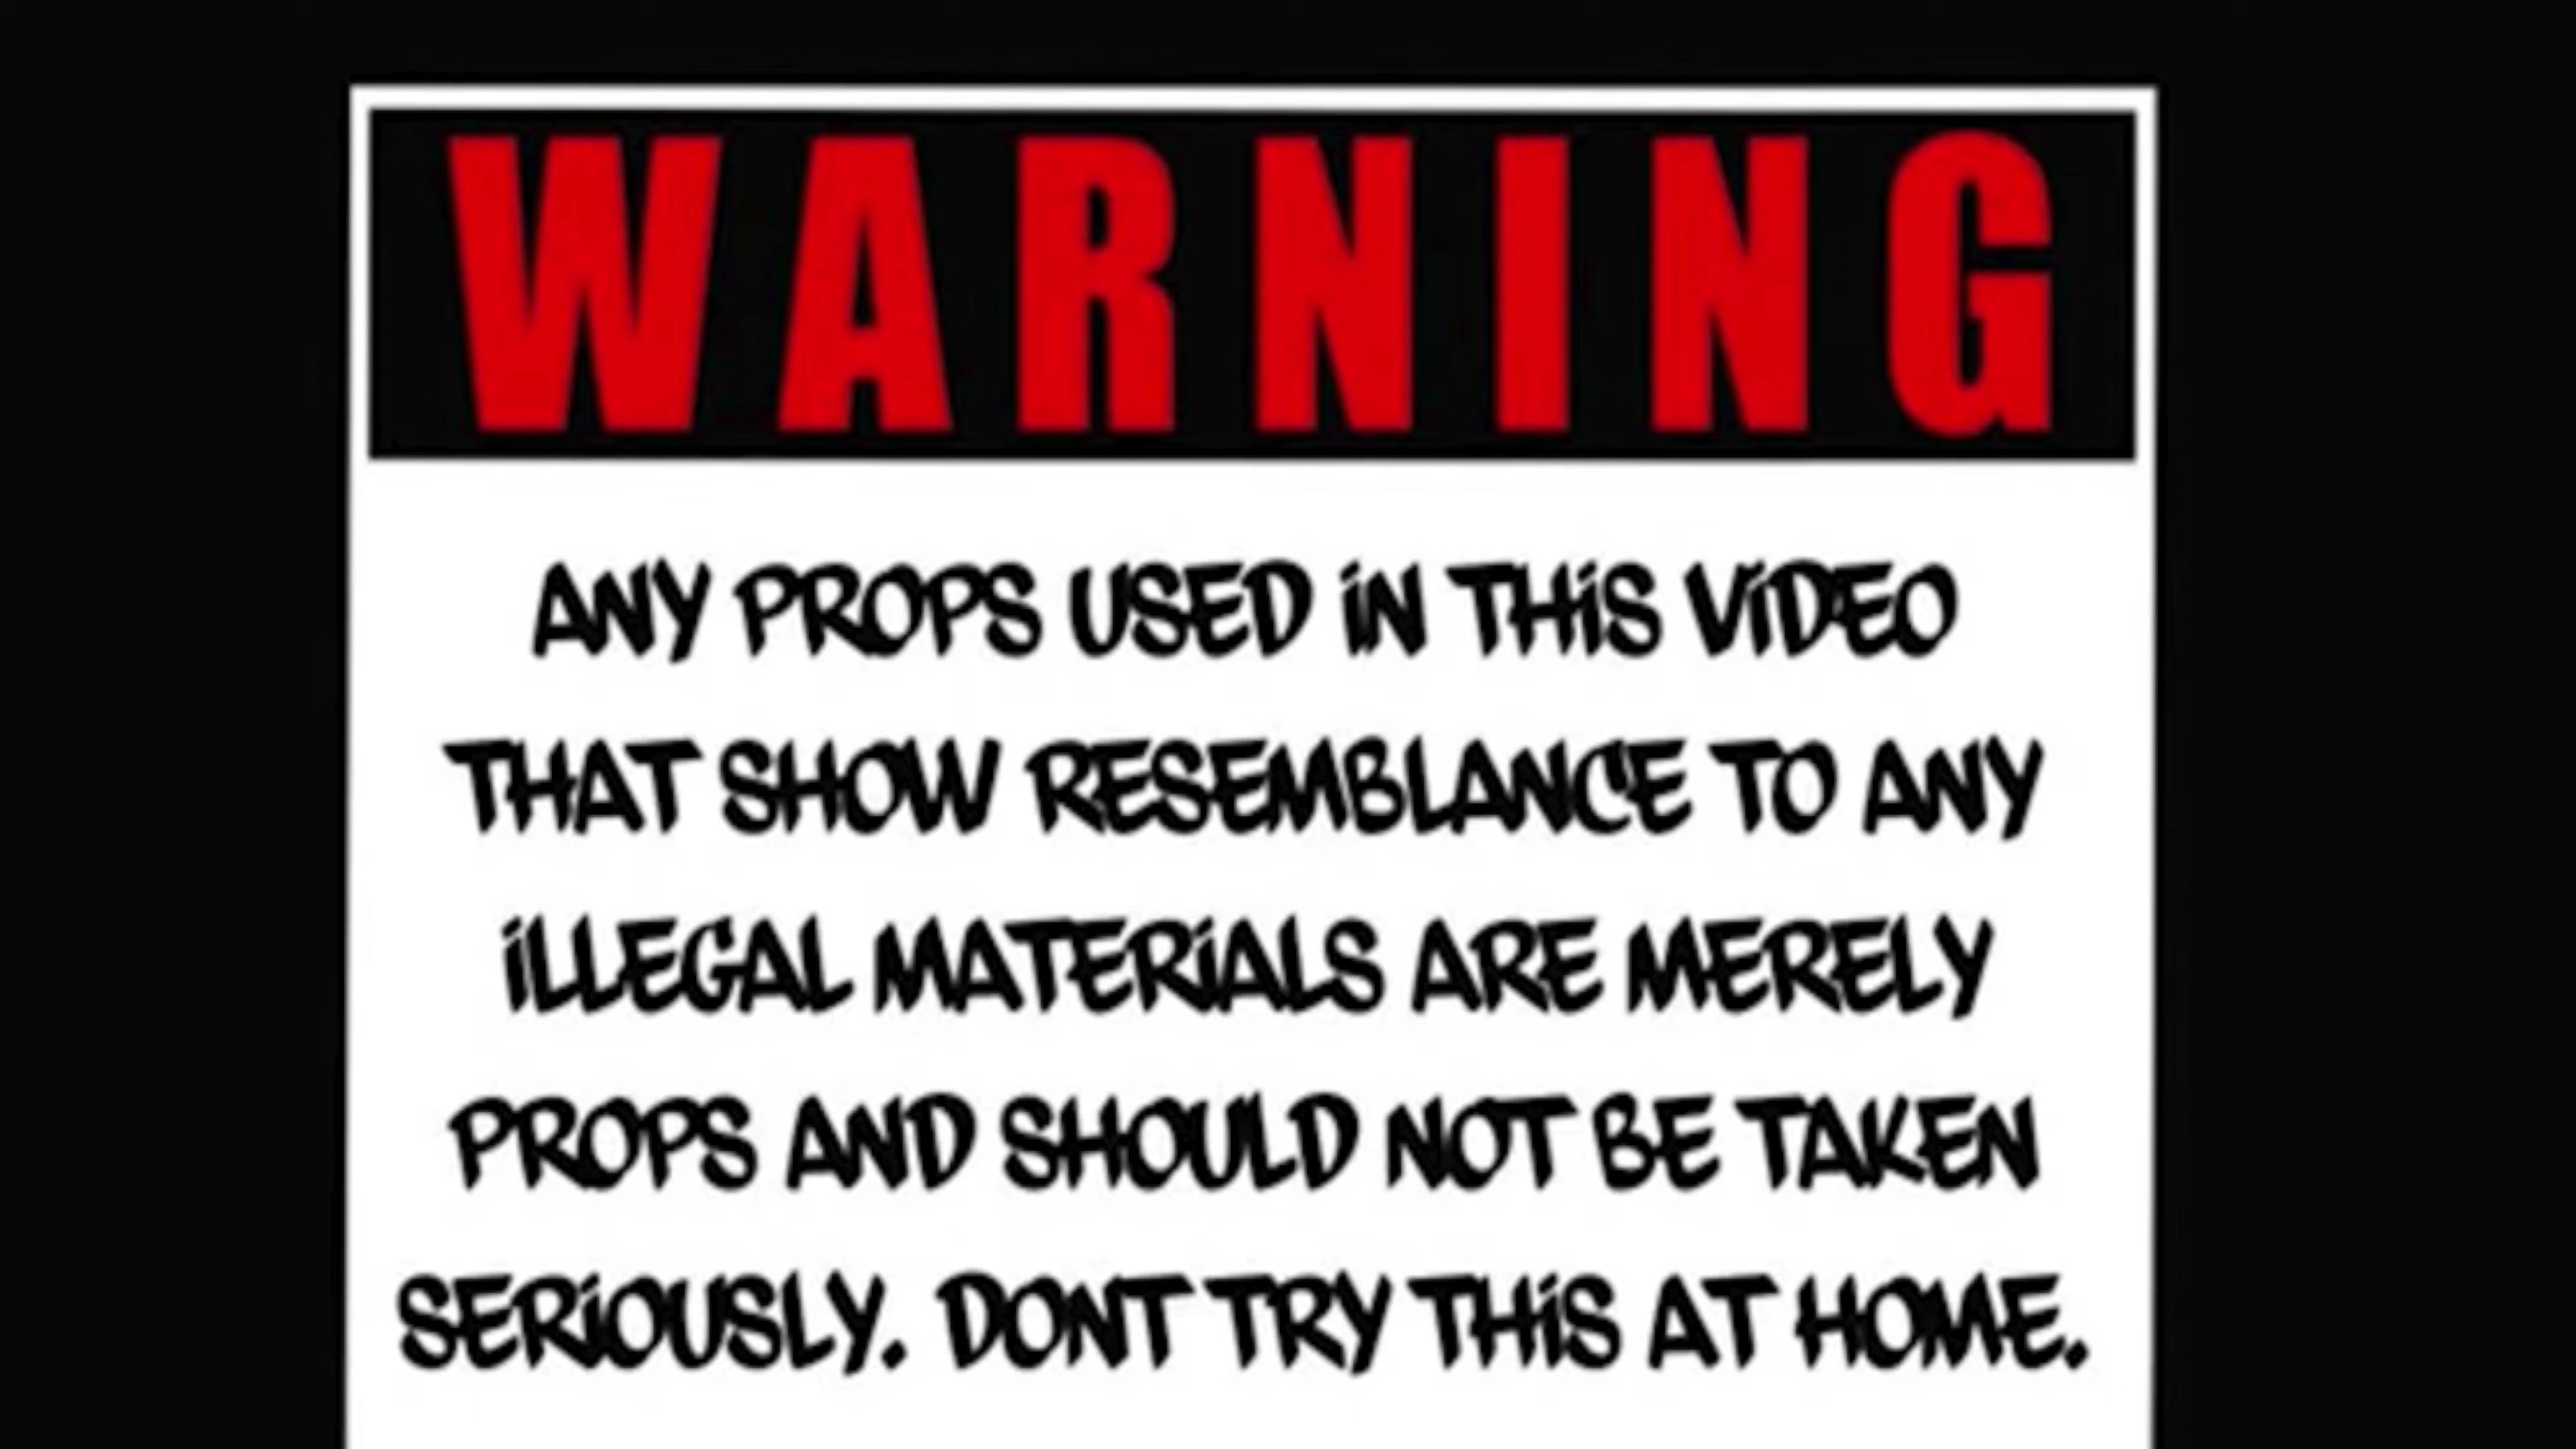 WARNING
ANY PROPS USED iN THiS ViDEO
THAT SHOW RESEMBLANCE TO ANY
iLLEGAL MATERiALS ARE MERELY
PROPS AND SHOULD NOT BE TAKEN
SERiOUSLY. DONT TRY THiS AT HOME.